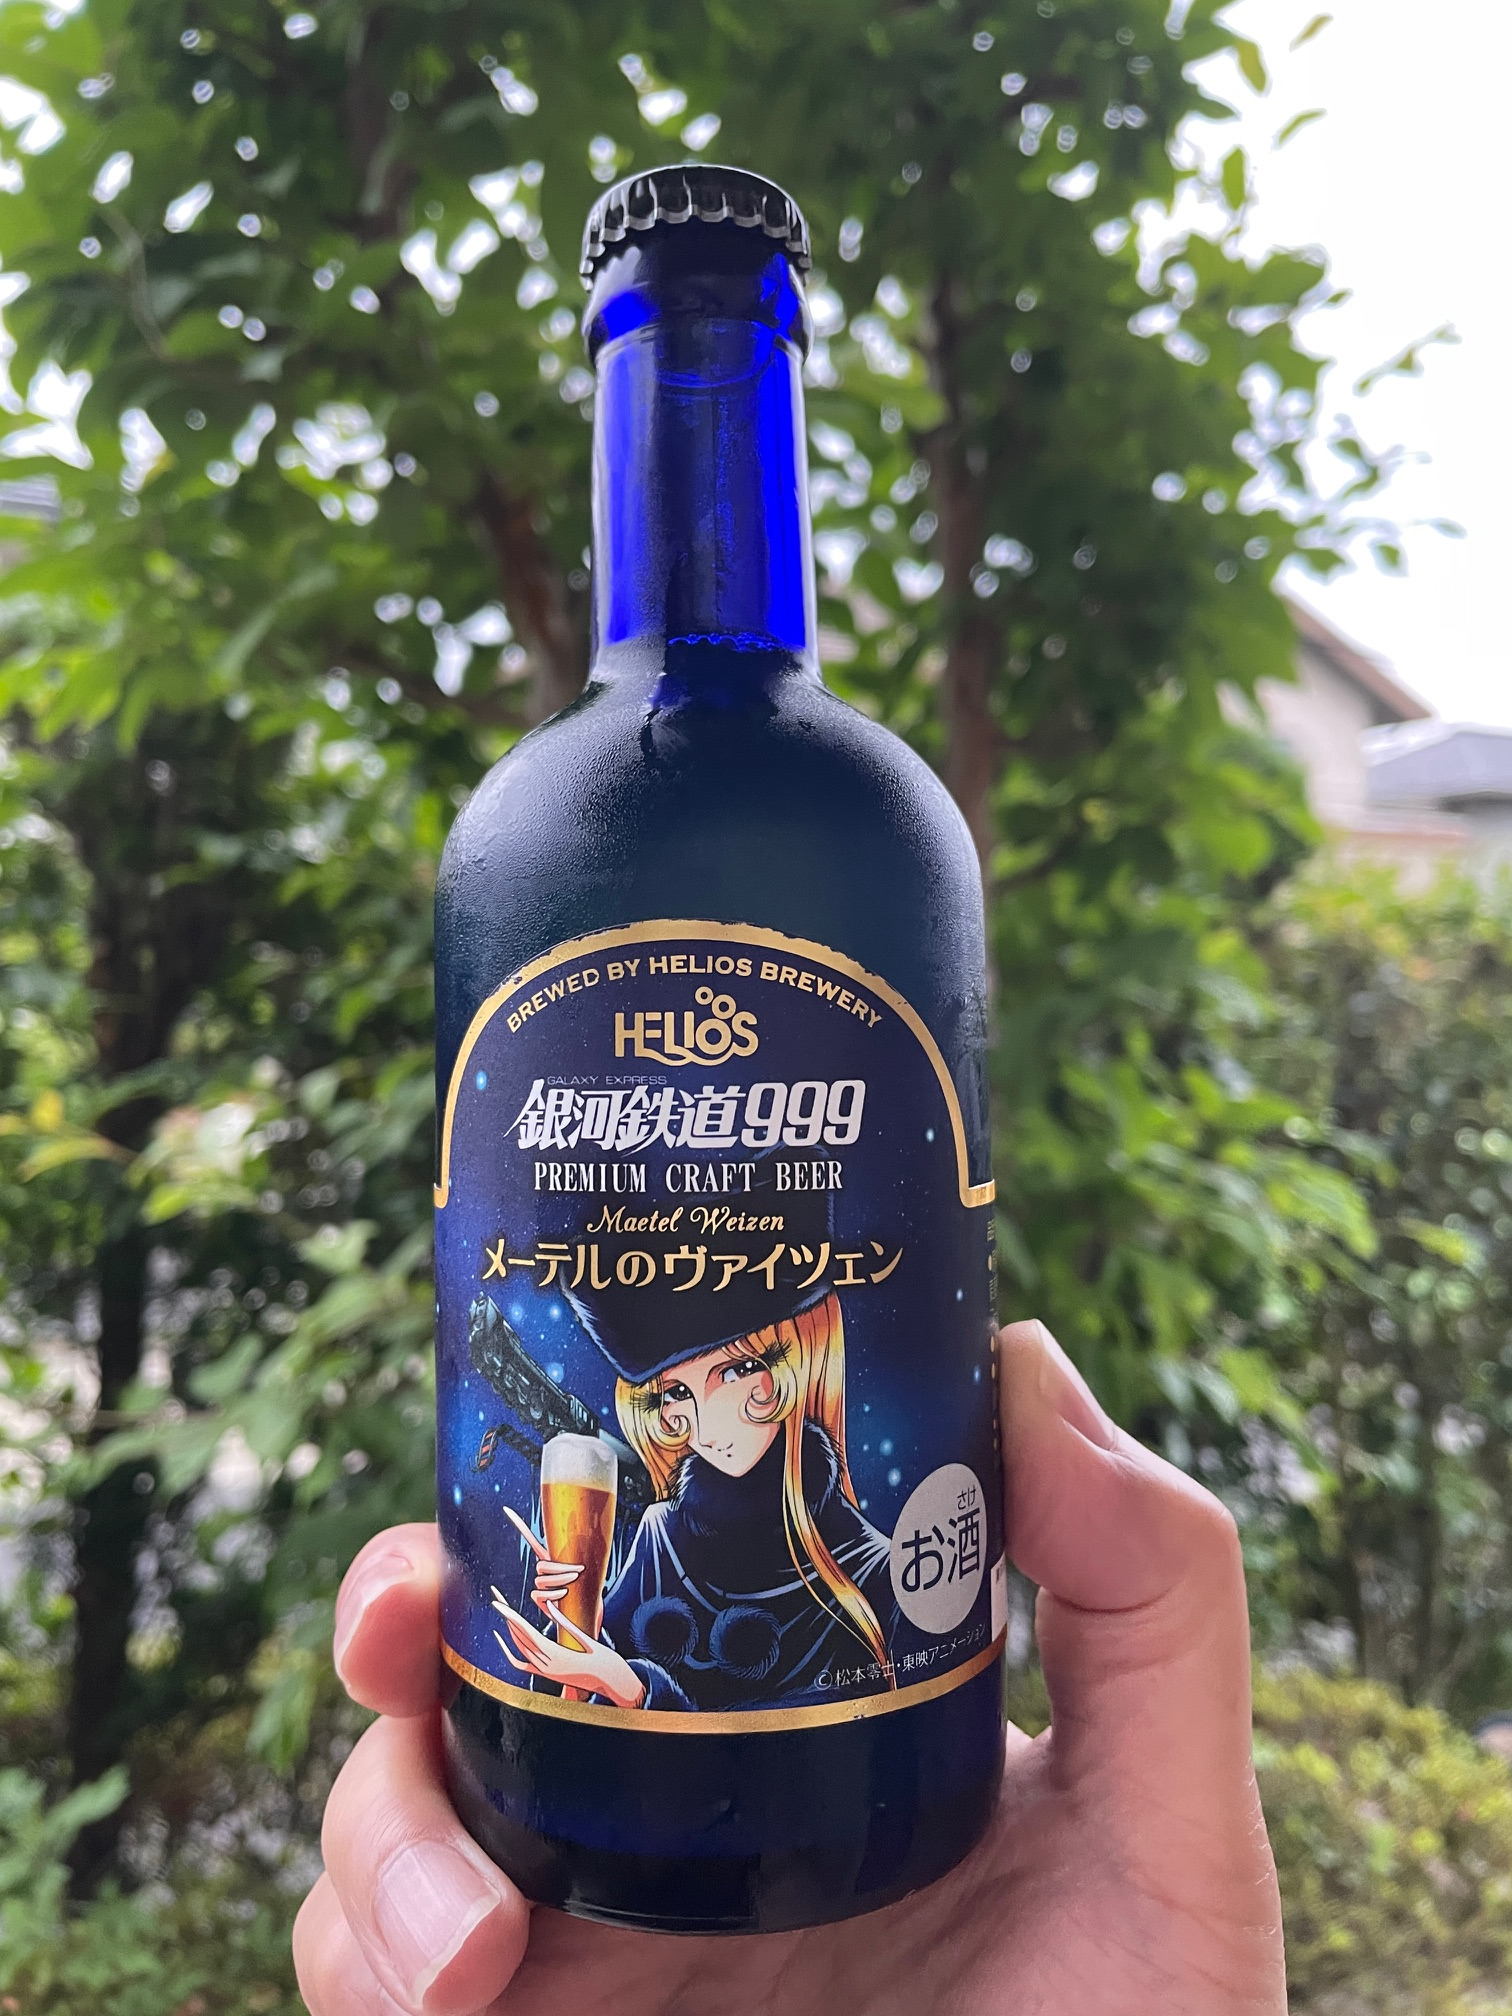 BREWED BY HELIOS BREWERY
HELIOS
GALAXY EXPRESS
銀河鉄道999
PREMIUM CRAFT BEER
Maetel Weizen
メーテルのヴァイツェン
さけ
お酒
©松本零士・東映アニメーション